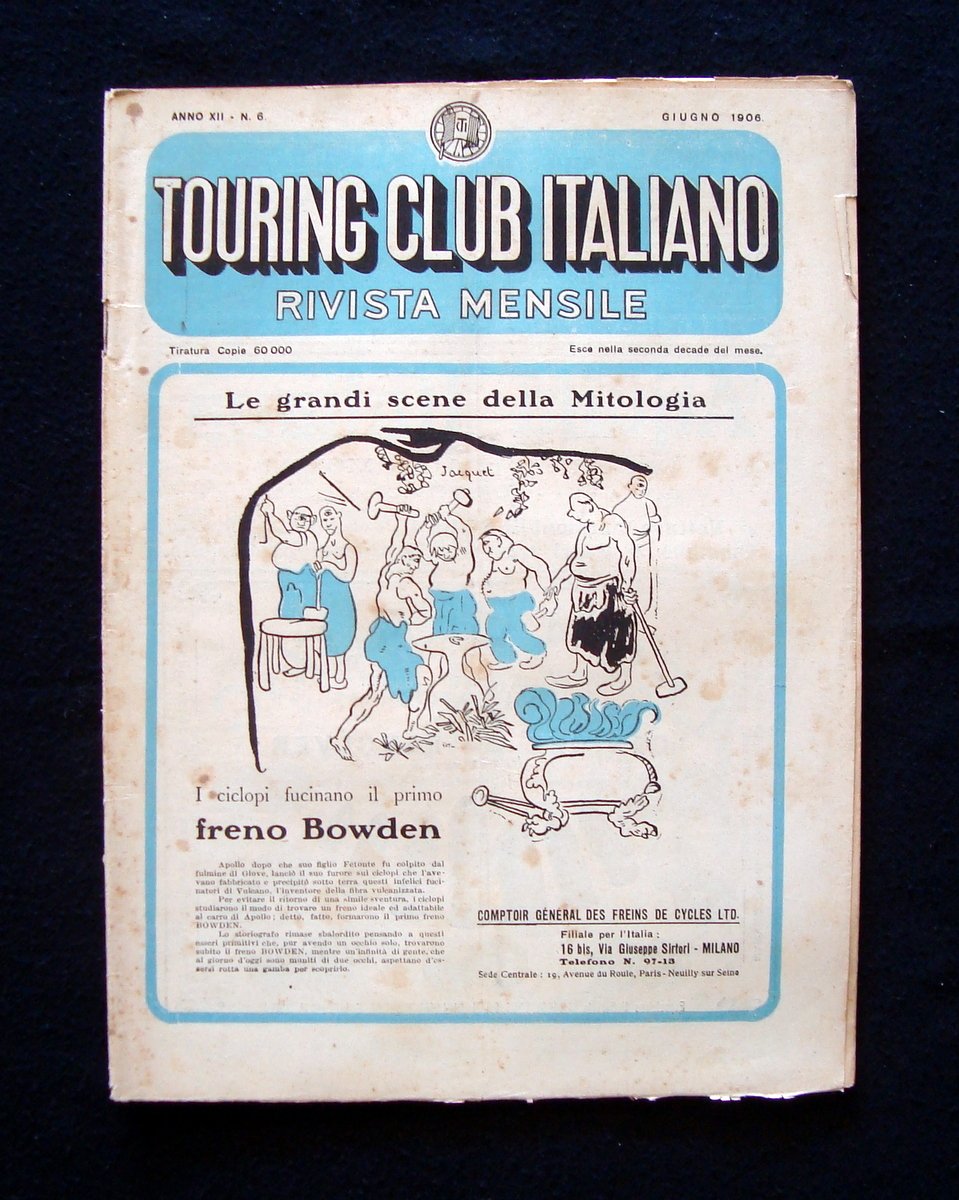 ANNO XII - N. 6.
GIUGNO 1906.
TCI
TOURING CLUB ITALIANO
RIVISTA MENSILE
Tiratura Copie 60 000
Esce nella seconda decade del mese.
Le grandi scene della Mitologia
Jacquet
I ciclopi fucinano il primo
freno Bowden
Apollo dopo che suo figlio Fetonte fu colpito dal
fulmine di Giove, lanciò il suo furore sui ciclopi che l'ave-
vano fabbricato e precipitò sotto terra questi infelici fuci-
natori di Vulcano, l'inventore della fibra vulcanizzata.
Per evitare il ritorno di una simile sventura, i ciclopi
studiarono il modo di trovare un freno ideale ed adattabile
al carro di Apollo; detto, fatto, formarono il primo freno
BOWDEN.
Lo storiografo rimase sbalordito pensando a questi
esseri primitivi che, pur avendo un occhio solo, trovarono
subito il freno BOWDEN, mentre un'infinità di gente, che
al giorno d'oggi sono muniti di due occhi, aspettano d'es-
sersi rotta una gamba per scoprirlo.
COMPTOIR GÉNÉRAL DES FREINS DE CYCLES LTD.
Filiale per l'Italia :
16 bis, Via Giuseppe Sirtori - MILANO
Telefono N. 97-13
Sede Centrale : 19, Avenue du Roule, Paris-Neuilly sur Seine